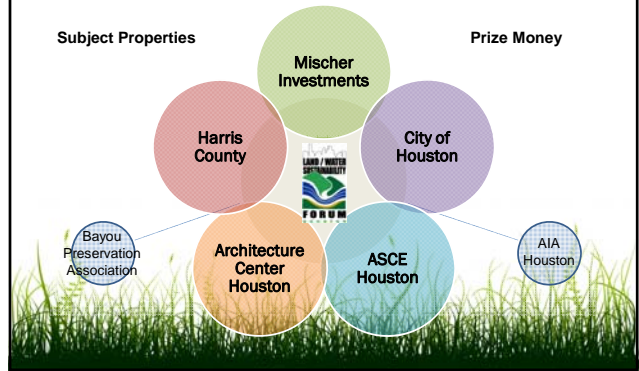 Subject Properties
Prize Money
Mischer
Investments
Harris
County
City of
Houston
LAND / WATER
SUSTAINABILITY
FORUM
Bayou
Preservation
Association
Architecture
Center
Houston
ASCE
Houston
AIA
Houston